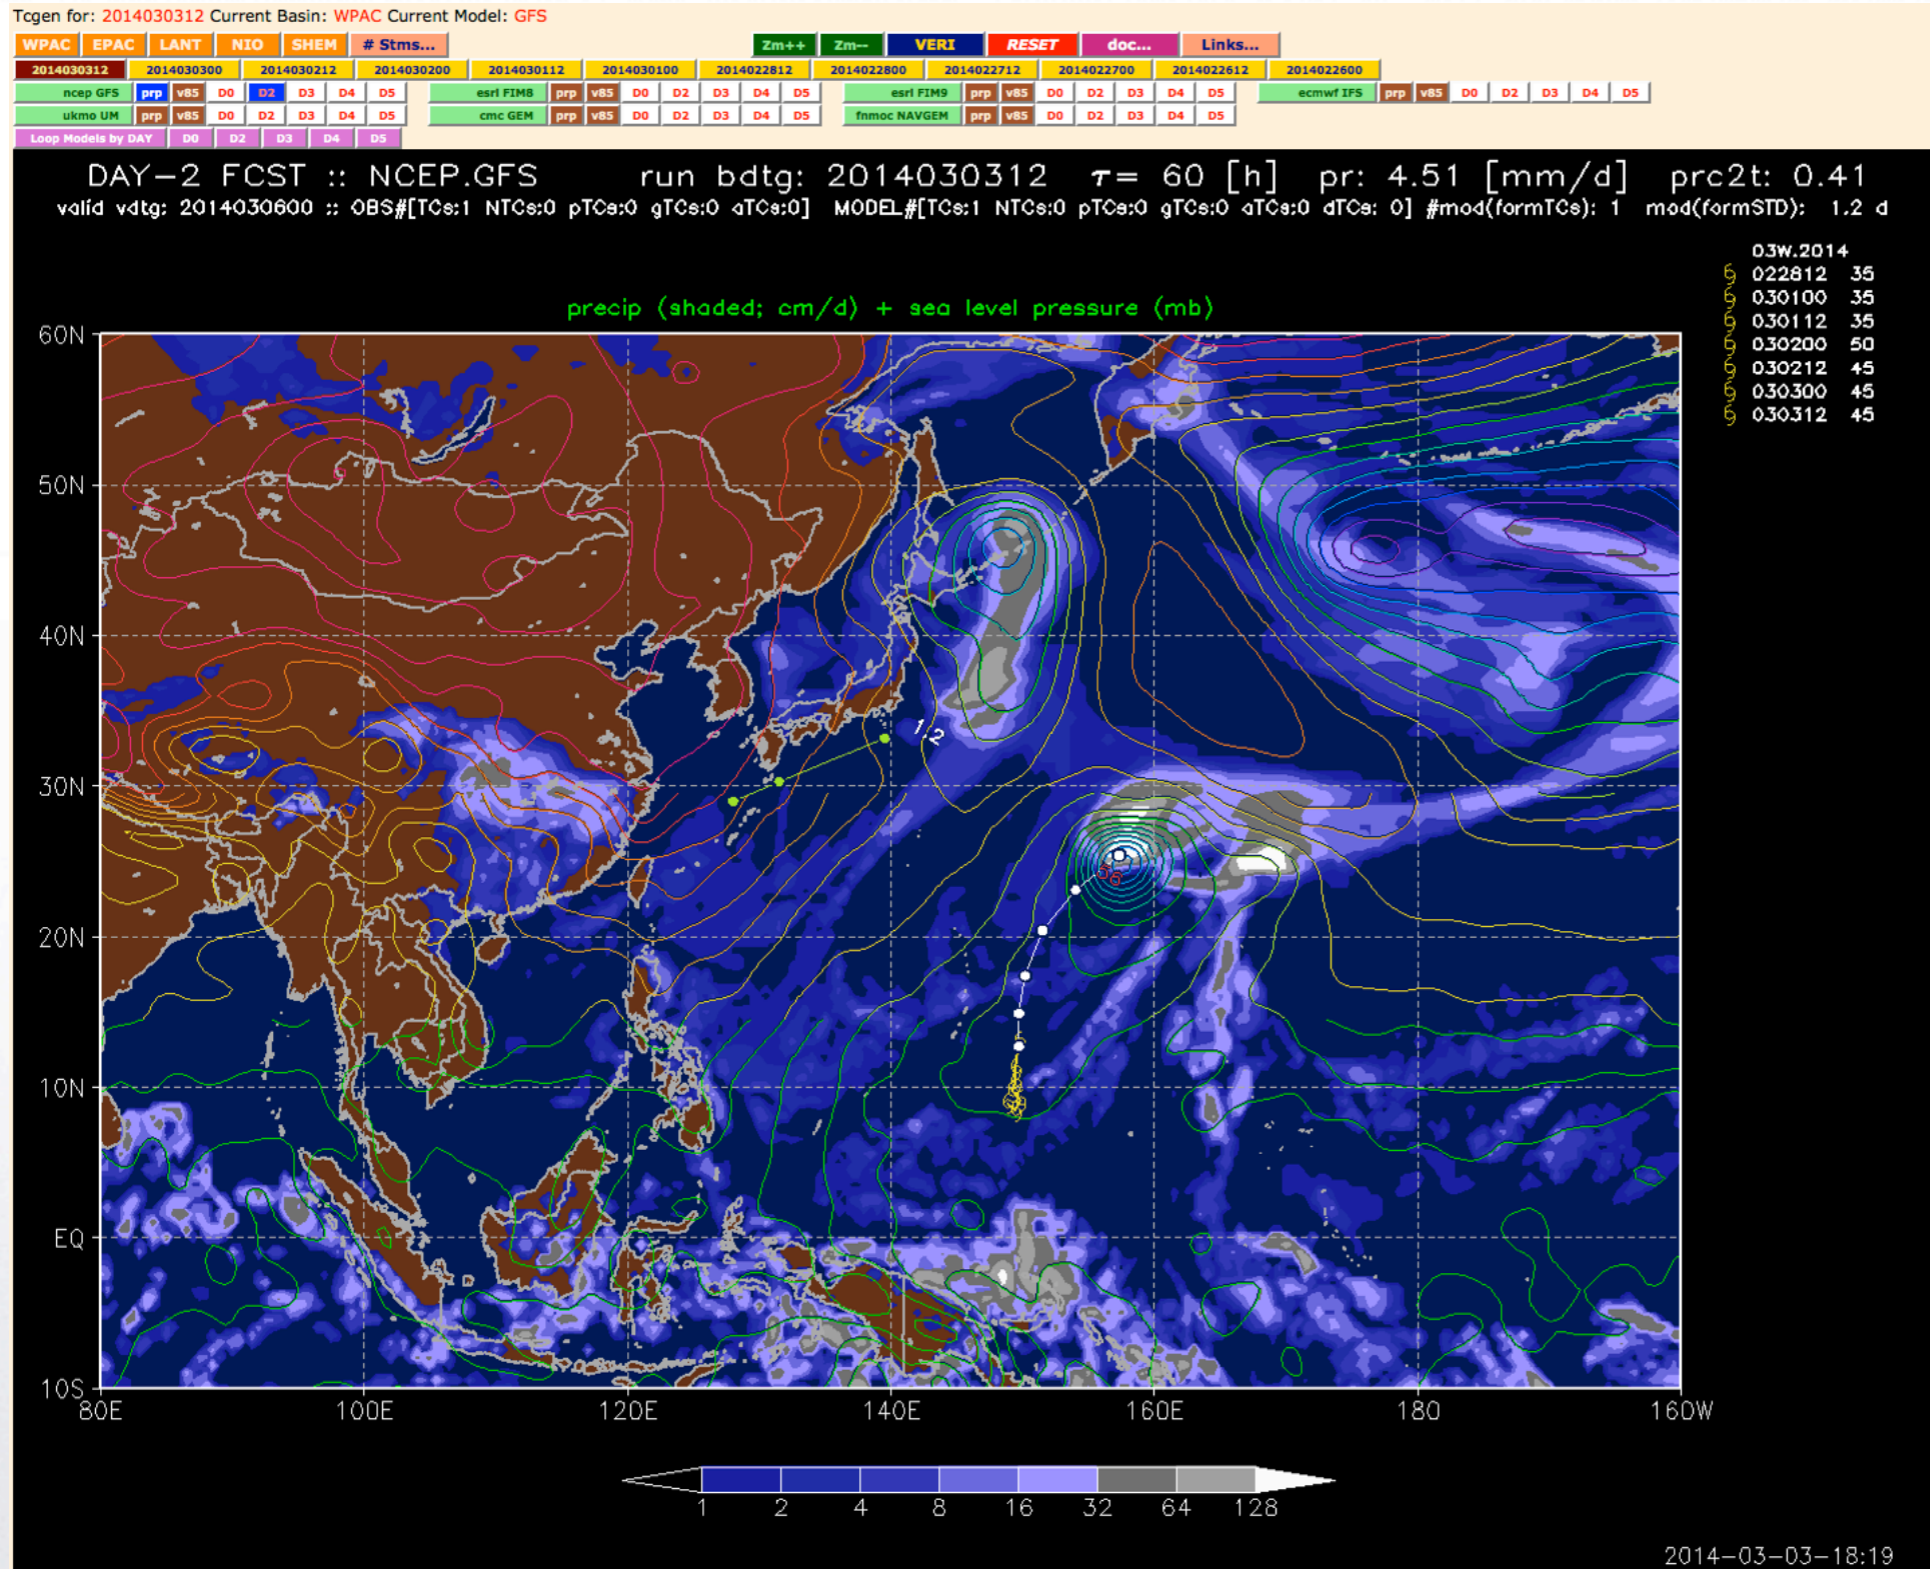 Tcgen for: 2014030312 Current Basin: WPAC Current Model: GFS
WPAC EPAC LANT NIO SHEM # Stms... Zm++ Zm-- VERI RESET doc... Links...
2014030312 2014030300 2014030212 2014030200 2014030112 2014030100 2014022812 2014022800 2014022712 2014022700 2014022612 2014022600
ncep GFS prp v85 D0 D2 D3 D4 D5 esrl FIM8 prp v85 D0 D2 D3 D4 D5 esrl FIM9 prp v85 D0 D2 D3 D4 D5 ecmwf IFS prp v85 D0 D2 D3 D4 D5
ukmo UM prp v85 D0 D2 D3 D4 D5 cmc GEM prp v85 D0 D2 D3 D4 D5 fnmoc NAVGEM prp v85 D0 D2 D3 D4 D5
Loop Models by DAY D0 D2 D3 D4 D5
DAY-2 FCST :: NCEP.GFS run bdtg: 2014030312 τ= 60 [h] pr: 4.51 [mm/d] prc2t: 0.41
valid vdtg: 2014030600 :: OBS#[TCs:1 NTCs:0 pTCs:0 gTCs:0 aTCs:0] MODEL#[TCs:1 NTCs:0 pTCs:0 gTCs:0 aTCs:0 dTCs: 0] #mod(formTCs): 1 mod(formSTD): 1.2 d
03W.2014
022812 35
030100 35
030112 35
030200 50
030212 45
030300 45
030312 45
precip (shaded; cm/d) + sea level pressure (mb)
60N
50N
40N
1.2
30N
20N
10N
EQ
10S
80E 100E 120E 140E 160E 180 160W
1 2 4 8 16 32 64 128
2014-03-03-18:19